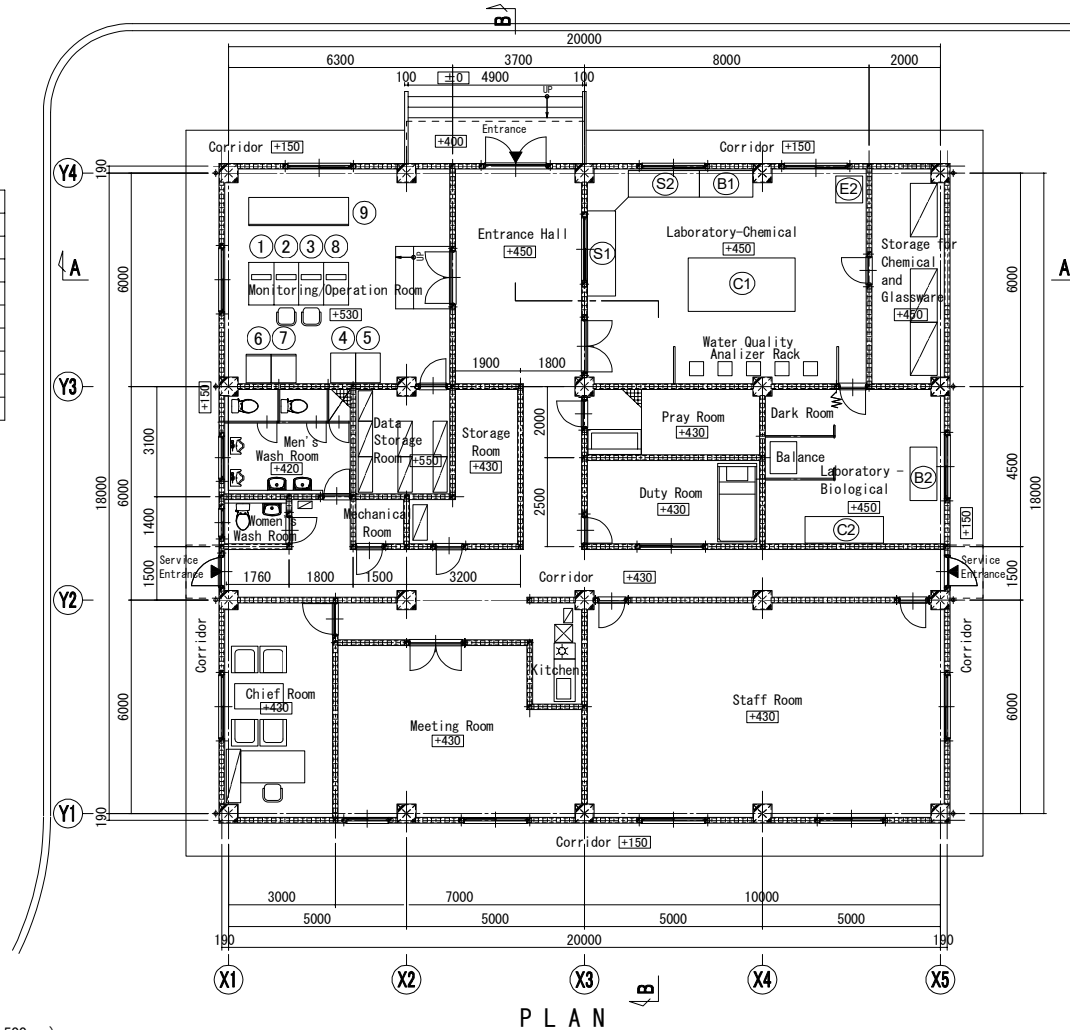 B
20000
6300 3700 8000 2000
100 ±0 4900 100
UP
Entrance
Corridor +150
+400
Corridor +150
Y4
190
190
S2 B1 E2
9
Entrance Hall
+450
Laboratory-Chemical
+450
S1
Storage for
Chemical
and
Glassware
+450
1 2 3 8
UP
A
A
6000
6000
C1
Monitoring/Operation Room
+530
6 7 4 5
Water Quality
Analizer Rack
1900 1800
Y3
+150
3100
18000
6000
Men's
Wash Room
+420
Data
Storage
Room
+550
Storage
Room
+430
2000
Pray Room
+430
Dark Room
Balance
Laboratory -
Biological
+450
B2
4500
18000
1400
Women's
Wash Room
Mechanical
Room
2500
Duty Room
+430
C2
+150
1500
Service
Entrance
1760 1800 1500 3200
Corridor +430
Service
Entrance
1500
Y2
Corridor
Corridor
Kitchen
Chief Room
+430
Meeting Room
+430
Staff Room
+430
6000
6000
Y1
190
Corridor +150
3000 7000 10000
5000 5000 5000 5000
190 20000 190
X1 X2 X3 X4 X5
B
PLAN